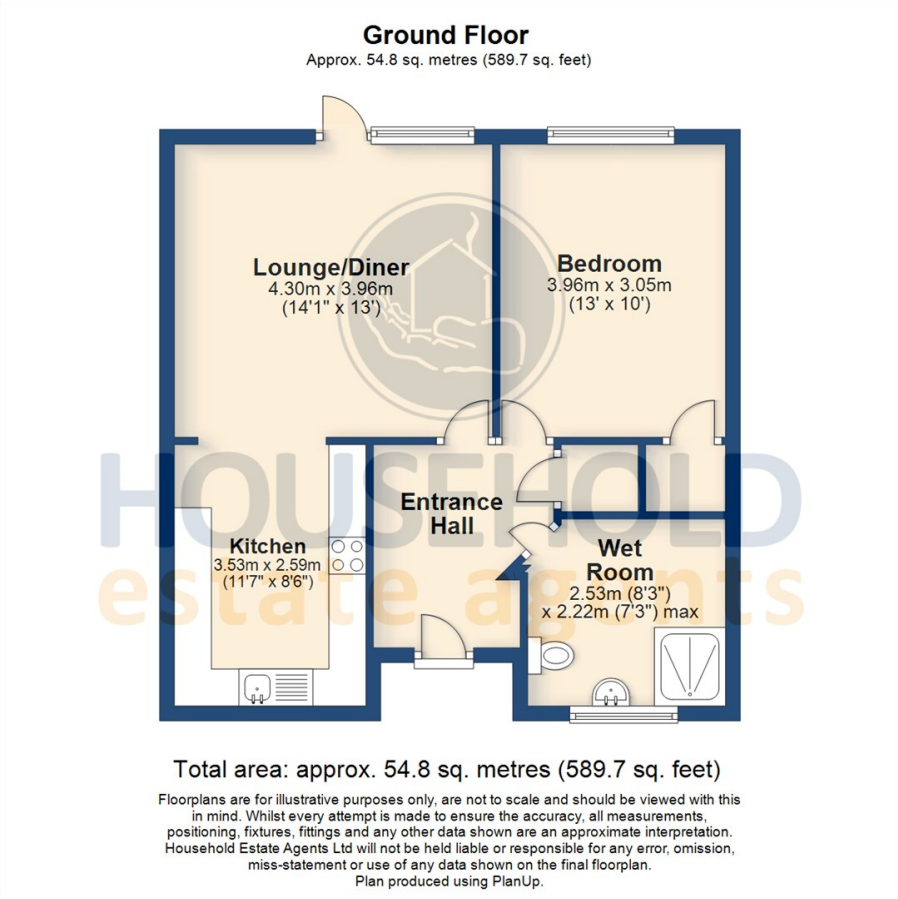 Ground Floor
Approx. 54.8 sq. metres (589.7 sq. feet)
Lounge/Diner
4.30m x 3.96m
(14'1" x 13')
Bedroom
3.96m x 3.05m
(13' x 10')
HOUSEHOLD
estate agents
Entrance
Hall
Kitchen
3.53m x 2.59m
(11'7" x 8'6")
Wet
Room
2.53m (8'3")
x 2.22m (7'3") max
Total area: approx. 54.8 sq. metres (589.7 sq. feet)
Floorplans are for illustrative purposes only, are not to scale and should be viewed with this
in mind. Whilst every attempt is made to ensure the accuracy, all measurements,
positioning, fixtures, fittings and any other data shown are an approximate interpretation.
Household Estate Agents Ltd will not be held liable or responsible for any error, omission,
miss-statement or use of any data shown on the final floorplan.
Plan produced using PlanUp.